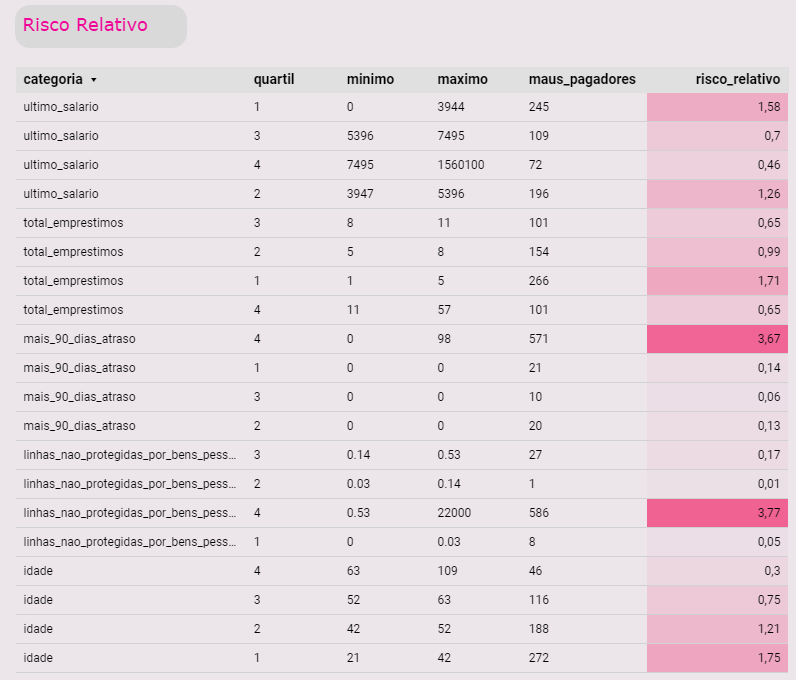 Risco Relativo
categoria quartil minimo maximo maus_pagadores risco_relativo
ultimo_salario 1 0 3944 245 1,58
ultimo_salario 3 5396 7495 109 0,7
ultimo_salario 4 7495 1560100 72 0,46
ultimo_salario 2 3947 5396 196 1,26
total_emprestimos 3 8 11 101 0,65
total_emprestimos 2 5 8 154 0,99
total_emprestimos 1 1 5 266 1,71
total_emprestimos 4 11 57 101 0,65
mais_90_dias_atraso 4 0 98 571 3,67
mais_90_dias_atraso 1 0 0 21 0,14
mais_90_dias_atraso 3 0 0 10 0,06
mais_90_dias_atraso 2 0 0 20 0,13
linhas_nao_protegidas_por_bens_pess... 3 0.14 0.53 27 0,17
linhas_nao_protegidas_por_bens_pess... 2 0.03 0.14 1 0,01
linhas_nao_protegidas_por_bens_pess... 4 0.53 22000 586 3,77
linhas_nao_protegidas_por_bens_pess... 1 0 0.03 8 0,05
idade 4 63 109 46 0,3
idade 3 52 63 116 0,75
idade 2 42 52 188 1,21
idade 1 21 42 272 1,75